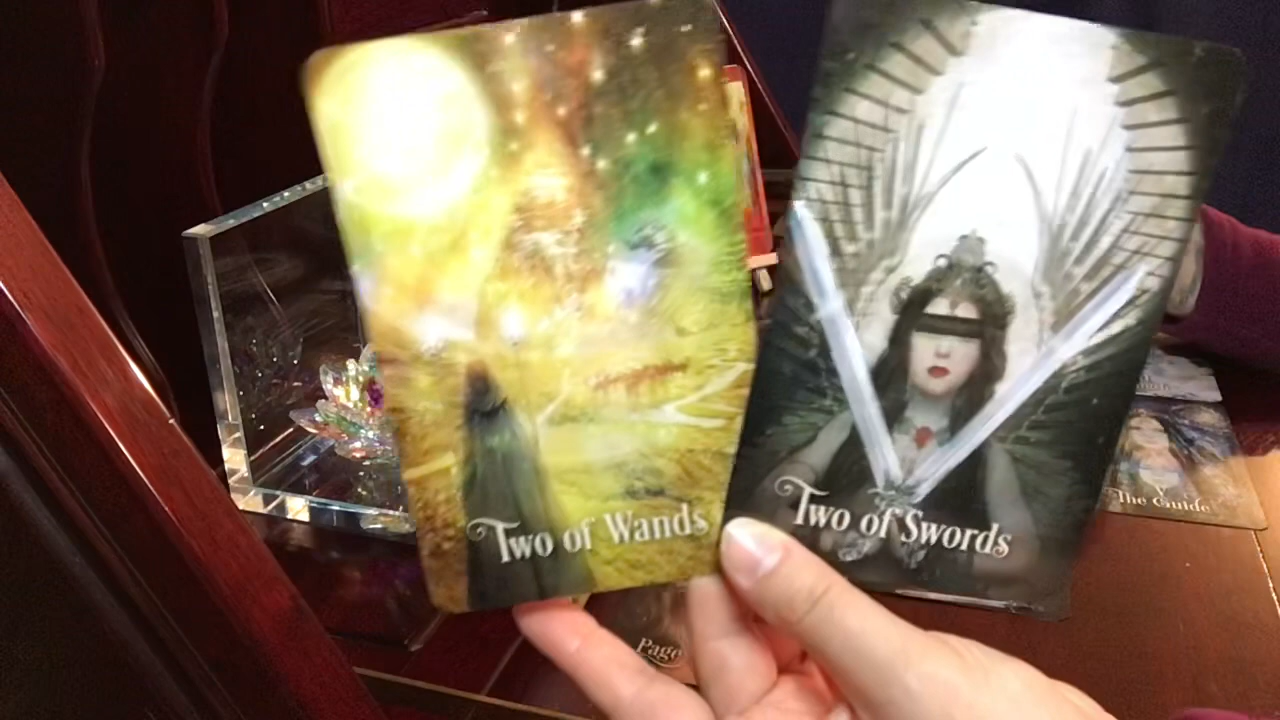 Two of Wands
Two of Swords
The Guide
Page